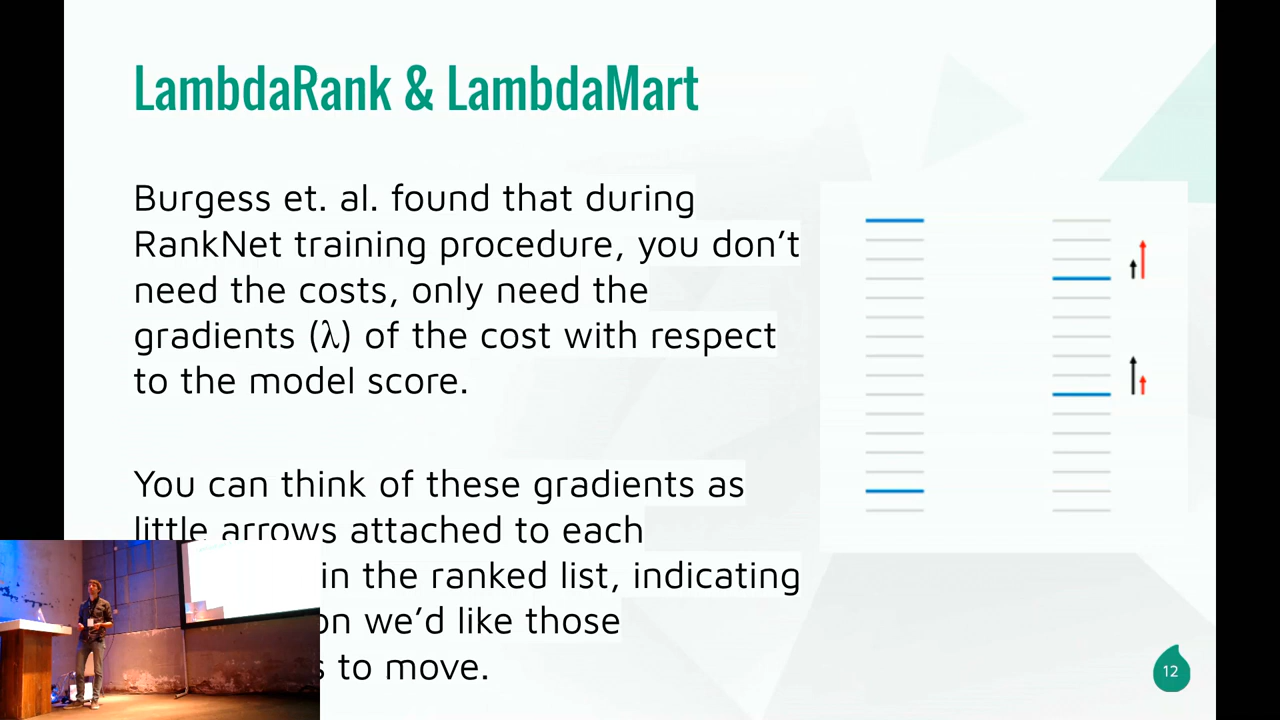 LambdaRank & LambdaMart
Burgess et. al. found that during
RankNet training procedure, you don't
need the costs, only need the
gradients (λ) of the cost with respect
to the model score.
You can think of these gradients as
little arrows attached to each
in the ranked list, indicating
we'd like those
to move.
12